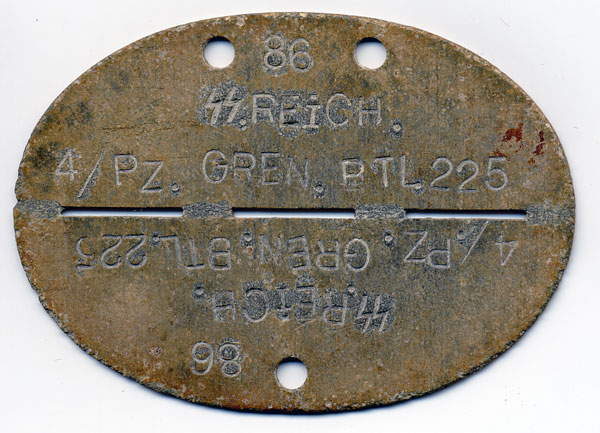 86
ᛋᛋ.REiCH.
4/PZ. GREN. BTL.225
4/.PZ. GREN.BTL.225
ᛋᛋ.REiCH.
86